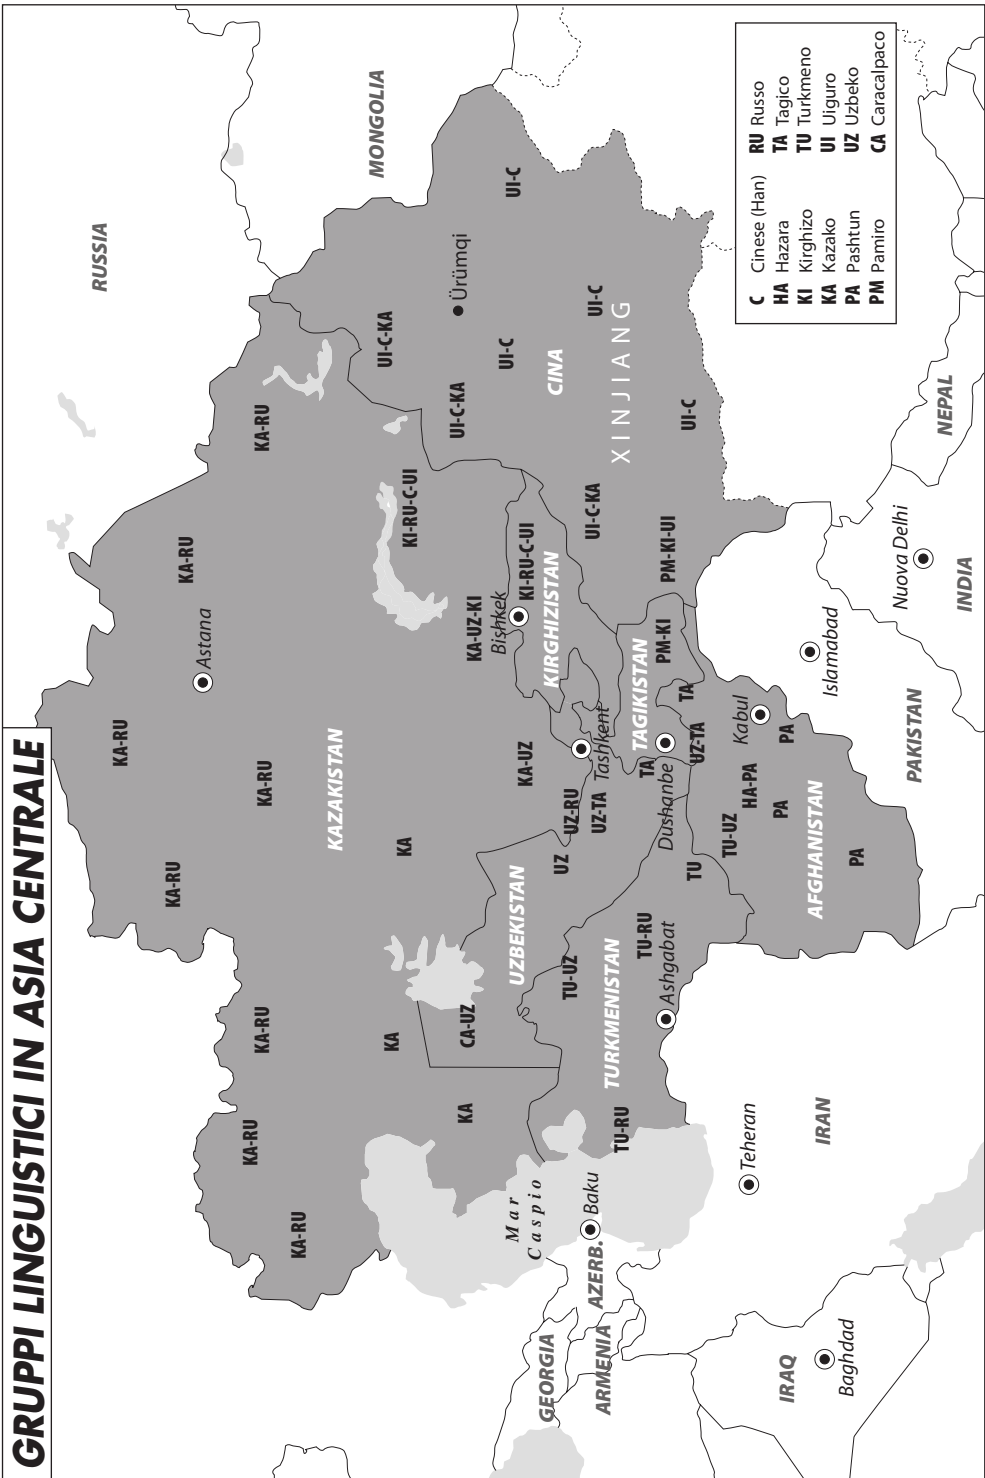 GRUPPI LINGUISTICI IN ASIA CENTRALE
RUSSIA
MONGOLIA
KAZAKISTAN
Astana
KA-RU
KA-RU
KA-RU
KA-RU
KA-RU
KA-RU
KA-RU
KA-RU
KA
KA
KA
KI-RU-C-UI
KA-UZ-KI
KA-UZ
UI-C-KA
UI-C-KA
Ürümqi
UI-C
UI-C
UI-C
UI-C
CINA
XINJIANG
UI-C-KA
PM-KI-UI
Bishkek
KI-RU-C-UI
KIRGHIZISTAN
UZBEKISTAN
CA-UZ
UZ
UZ-RU
UZ-TA
Tashkent
TAGIKISTAN
PM-KI
TA
TA
UZ-TA
Dushanbe
TURKMENISTAN
TU-UZ
TU-RU
TU-RU
TU
Ashgabat
AFGHANISTAN
TU-UZ
HA-PA
PA
PA
PA
Kabul
Mar
Caspio
Baku
AZERB.
GEORGIA
ARMENIA
IRAQ
Baghdad
IRAN
Teheran
PAKISTAN
Islamabad
INDIA
Nuova Delhi
NEPAL
C Cinese (Han)
HA Hazara
KI Kirghizo
KA Kazako
PA Pashtun
PM Pamiro
RU Russo
TA Tagico
TU Turkmeno
UI Uiguro
UZ Uzbeko
CA Caracalpaco